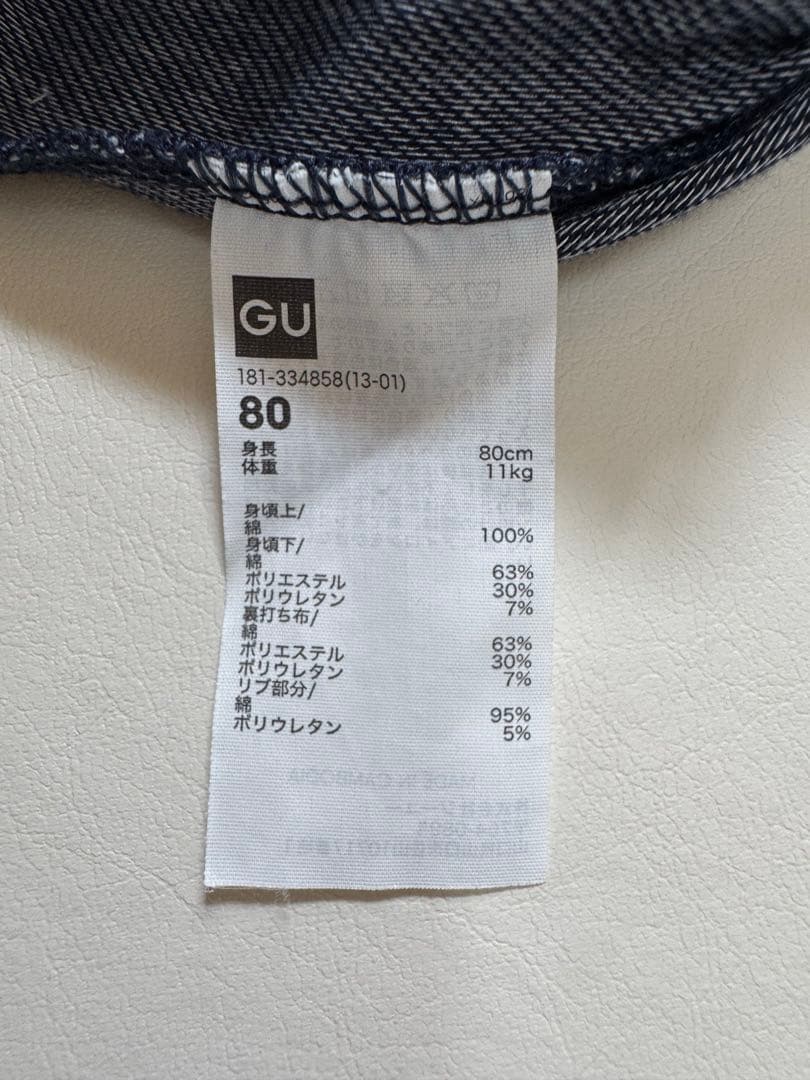 GU
181-334858(13-01)
80
身長 80cm
体重 11kg
身頃上/
綿 100%
身頃下/
綿 63%
ポリエステル 30%
ポリウレタン 7%
裏打ち布/
綿 63%
ポリエステル 30%
ポリウレタン 7%
リブ部分/
綿 95%
ポリウレタン 5%
MADE IN CAMBODIA